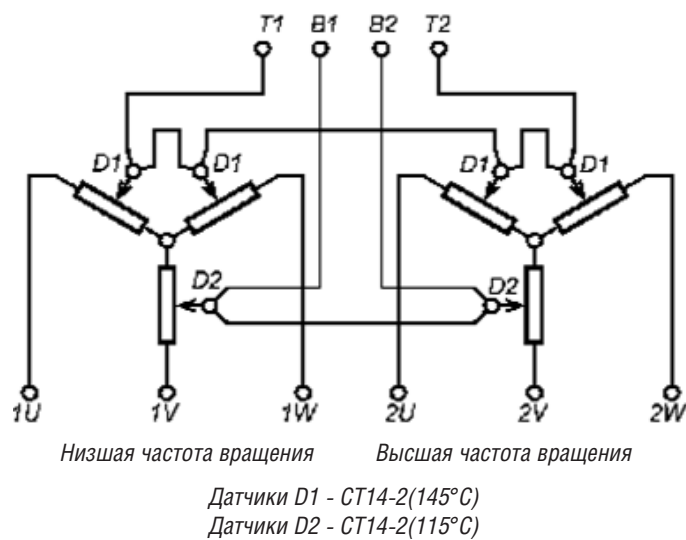 T1 B1 B2 T2
D1 D1 D1 D1
D2 D2
1U 1V 1W 2U 2V 2W
Низшая частота вращения Высшая частота вращения
Датчики D1 - СТ14-2(145°C)
Датчики D2 - СТ14-2(115°C)